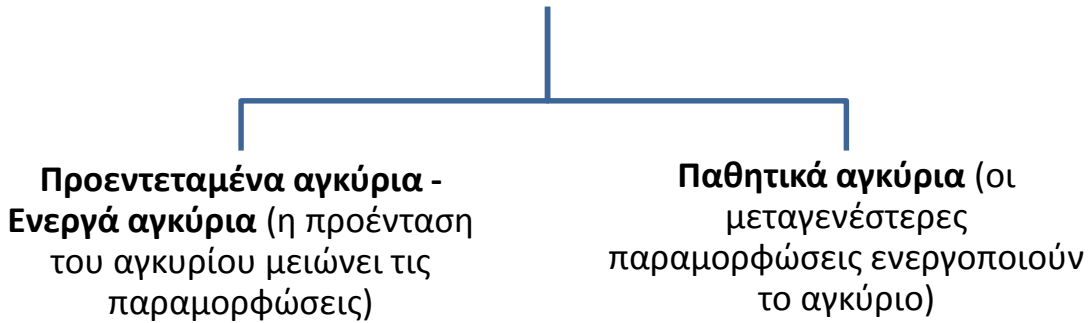 Προεντεταμένα αγκύρια -
Ενεργά αγκύρια (η προένταση
του αγκυρίου μειώνει τις
παραμορφώσεις)
Παθητικά αγκύρια (οι
μεταγενέστερες
παραμορφώσεις ενεργοποιούν
το αγκύριο)